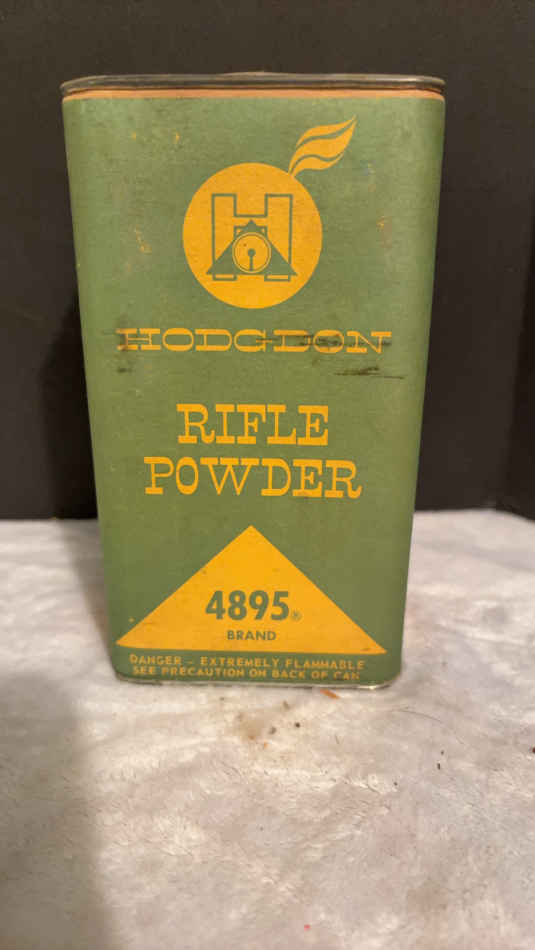 H
HODGDON
RIFLE
POWDER
4895®
BRAND
DANGER - EXTREMELY FLAMMABLE
SEE PRECAUTION ON BACK OF CAN